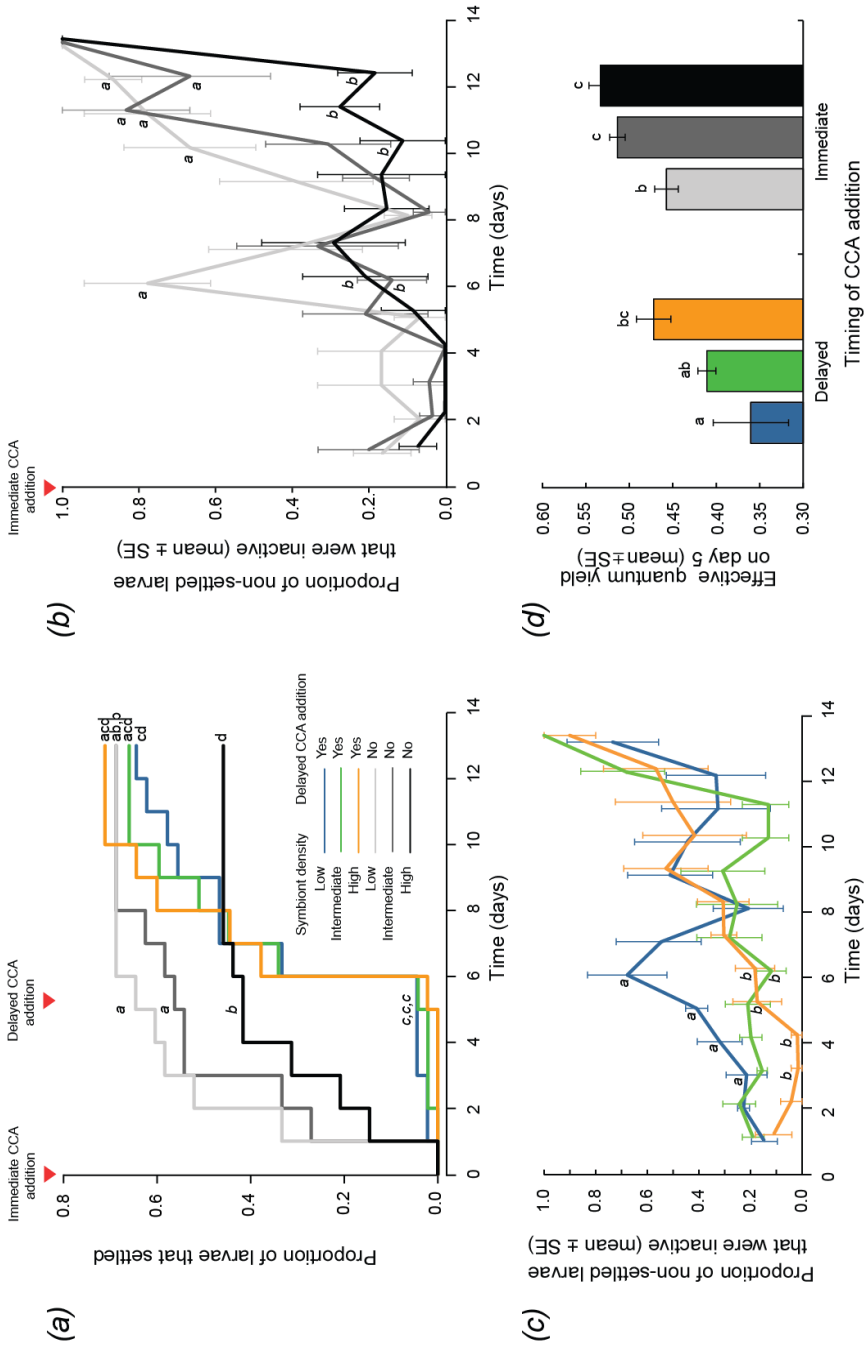 (a)
Immediate CCA
addition
Delayed CCA
addition
Proportion of larvae that settled
0.8
0.6
0.4
0.2
0.0
a
a
b
c,c,c
acd
ab,b
acd
cd
d
Symbiont density
Delayed CCA addition
Low
Yes
Intermediate
Yes
High
Yes
Low
No
Intermediate
No
High
No
0
2
4
6
8
10
12
14
Time (days)
(b)
Immediate CCA
addition
Proportion of non-settled larvae
that were inactive (mean ± SE)
1.0
0.8
0.6
0.4
0.2
0.0
a
b
b
a
b
a
a
b
a
a
b
0
2
4
6
8
10
12
14
Time (days)
(c)
Proportion of non-settled larvae
that were inactive (mean ± SE)
1.0
0.8
0.6
0.4
0.2
0.0
a
b
a
b
a
b
a
b
b
0
2
4
6
8
10
12
14
Time (days)
(d)
Effective quantum yield
on day 5 (mean±SE)
0.60
0.55
0.50
0.45
0.40
0.35
0.30
a
ab
bc
b
c
c
Delayed
Immediate
Timing of CCA addition